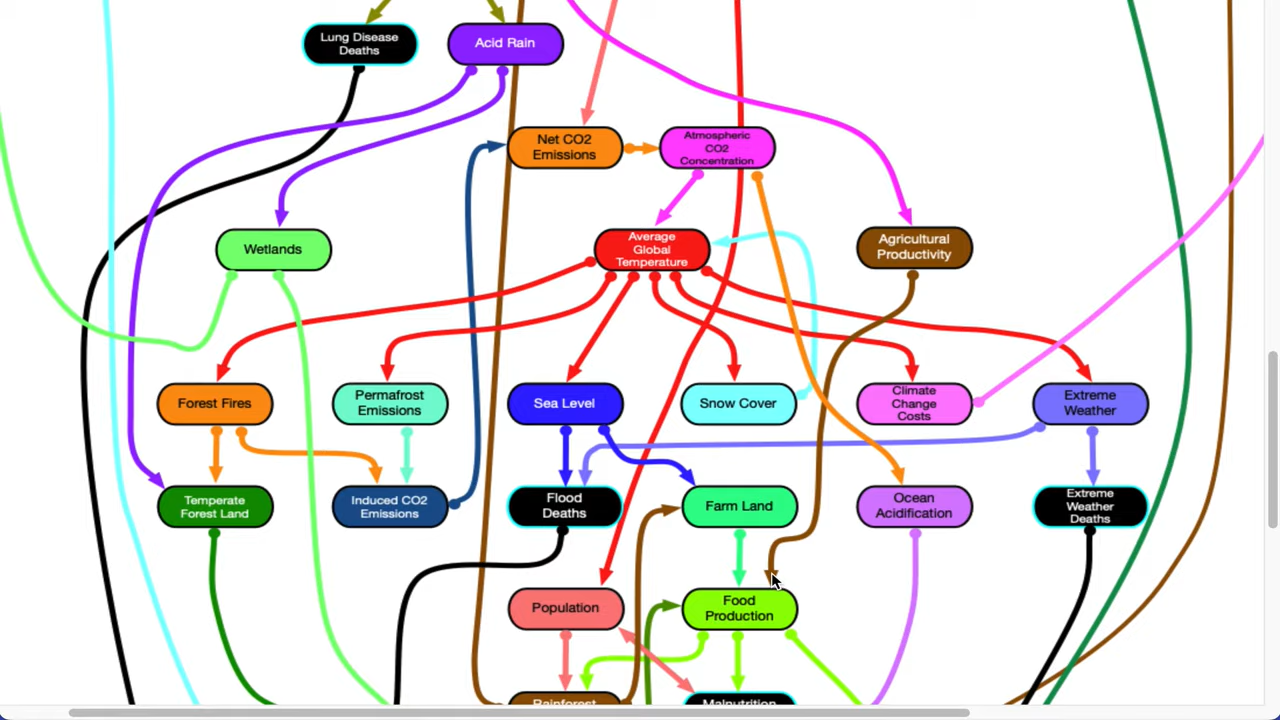 Lung Disease
Deaths
Acid Rain
Net CO2
Emissions
Atmospheric
CO2
Concentration
Wetlands
Average
Global
Temperature
Agricultural
Productivity
Forest Fires
Permafrost
Emissions
Sea Level
Snow Cover
Climate
Change
Costs
Extreme
Weather
Temperate
Forest Land
Induced CO2
Emissions
Flood
Deaths
Farm Land
Ocean
Acidification
Extreme
Weather
Deaths
Population
Food
Production
Rainforest
Malnutrition